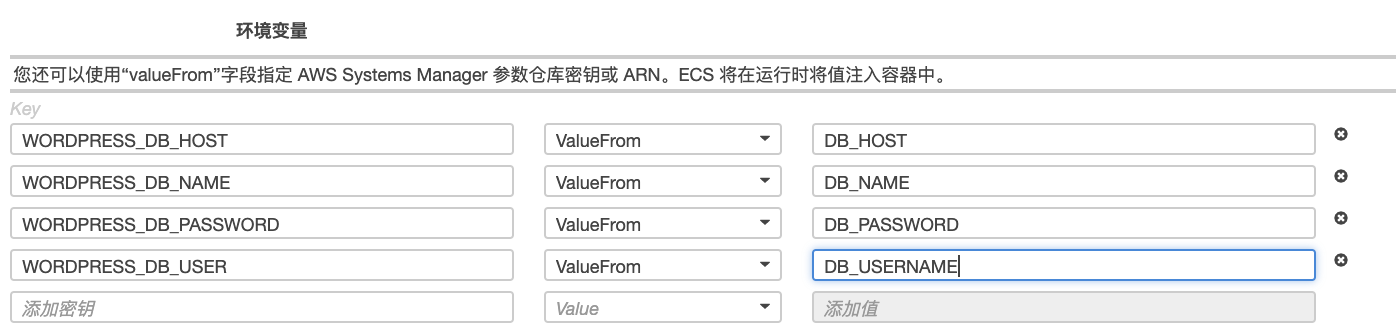 环境变量
您还可以使用“valueFrom”字段指定 AWS Systems Manager 参数仓库密钥或 ARN。ECS 将在运行时将值注入容器中。
Key
WORDPRESS_DB_HOST ValueFrom DB_HOST
WORDPRESS_DB_NAME ValueFrom DB_NAME
WORDPRESS_DB_PASSWORD ValueFrom DB_PASSWORD
WORDPRESS_DB_USER ValueFrom DB_USERNAME
添加密钥 Value 添加值